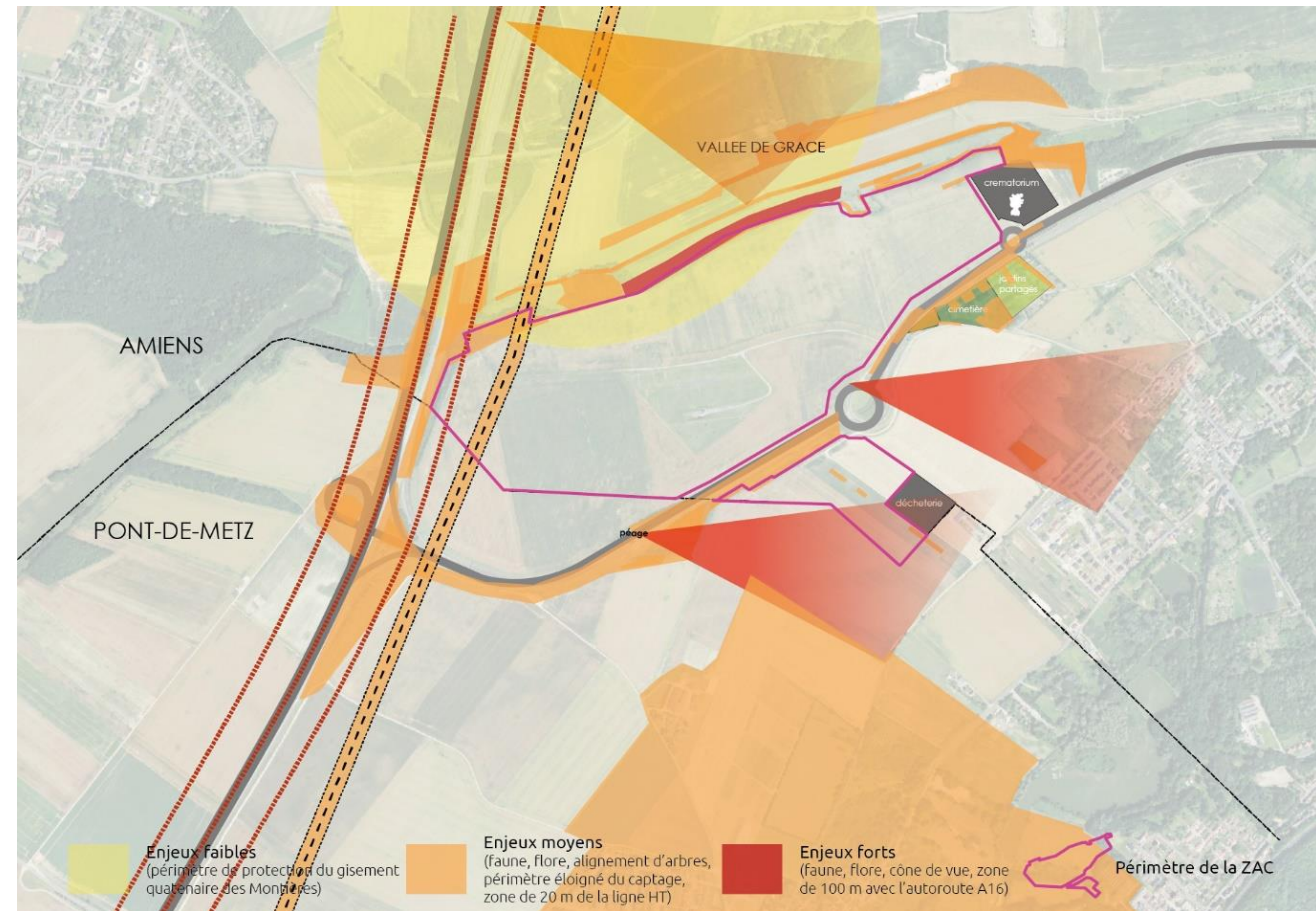 VALLEE DE GRACE
crematorium
jardins
partagés
cimetière
AMIENS
déchèterie
PONT-DE-METZ
péage
Enjeux faibles
(périmètre de protection du gisement
quaternaire des Montières)
Enjeux moyens
(faune, flore, alignement d'arbres,
périmètre éloigné du captage,
zone de 20 m de la ligne HT)
Enjeux forts
(faune, flore, cône de vue, zone
de 100 m avec l'autoroute A16)
Périmètre de la ZAC